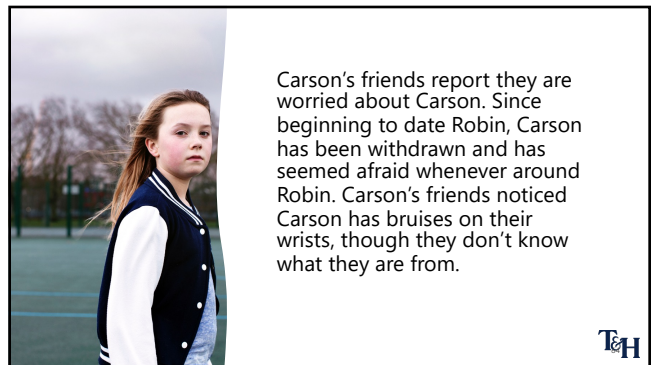 Carson’s friends report they are
worried about Carson. Since
beginning to date Robin, Carson
has been withdrawn and has
seemed afraid whenever around
Robin. Carson’s friends noticed
Carson has bruises on their
wrists, though they don’t know
what they are from.
T&H